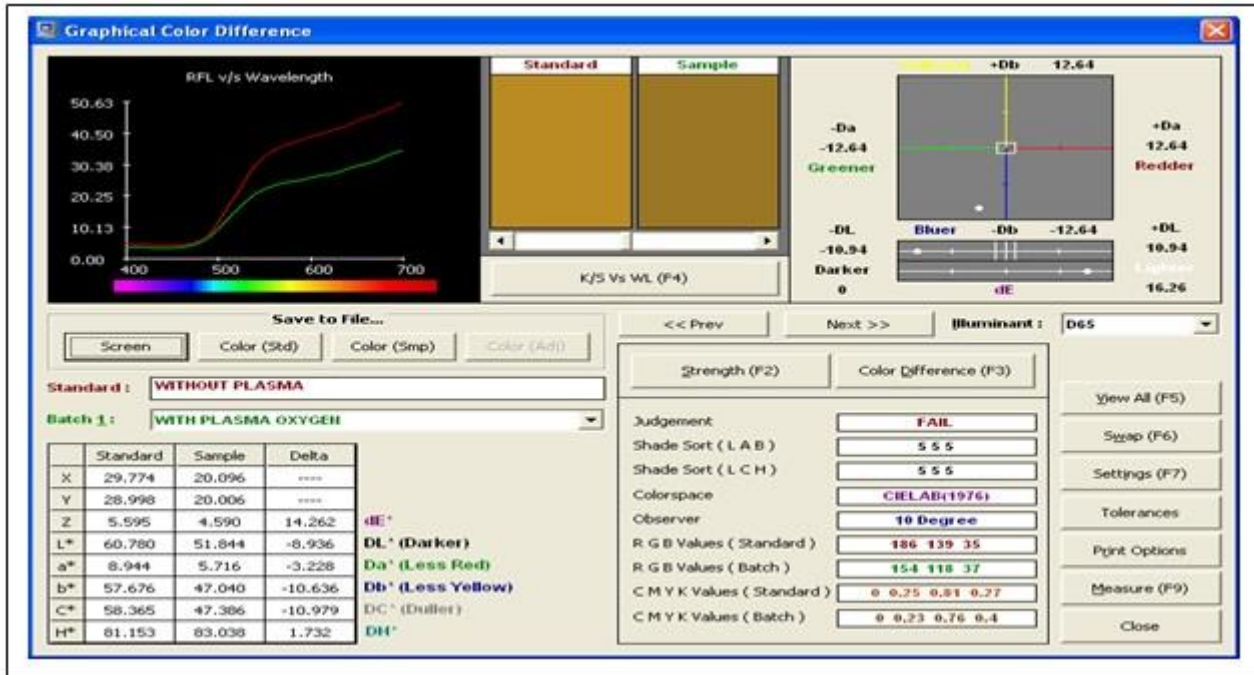 Graphical Color Difference
RFL v/s Wavelength
50.63
40.50
30.38
20.25
10.13
0.00
400 500 600 700
Standard Sample
K/S Vs WL (F4)
+Db 12.64
-Da +Da
-12.64 12.64
Greener Redder
-DL Bluer -Db -12.64 +DL
-10.94 10.94
Darker Lighter
0 dE 16.26
Save to File...
Screen Color (Std) Color (Smp) Color (Adj)
<< Prev Next >> Illuminant : D65
Standard : WITHOUT PLASMA
Batch 1 : WITH PLASMA OXYGEN
Standard Sample Delta
X 29.774 20.096 ----
Y 28.998 20.006 ----
Z 5.595 4.590 14.262 dE*
L* 60.780 51.844 -8.936 DL* (Darker)
a* 8.944 5.716 -3.228 Da* (Less Red)
b* 57.676 47.040 -10.636 Db* (Less Yellow)
C* 58.365 47.386 -10.979 DC* (Duller)
H* 81.153 83.038 1.732 DH*
Strength (F2) Color Difference (F3)
Judgement FAIL
Shade Sort ( L A B ) 5 5 5
Shade Sort ( L C H ) 5 5 5
Colorspace CIELAB(1976)
Observer 10 Degree
R G B Values ( Standard ) 186 139 35
R G B Values ( Batch ) 154 118 37
C M Y K Values ( Standard ) 0 0.25 0.81 0.27
C M Y K Values ( Batch ) 0 0.23 0.76 0.4
View All (F5)
Swap (F6)
Settings (F7)
Tolerances
Print Options
Measure (F9)
Close